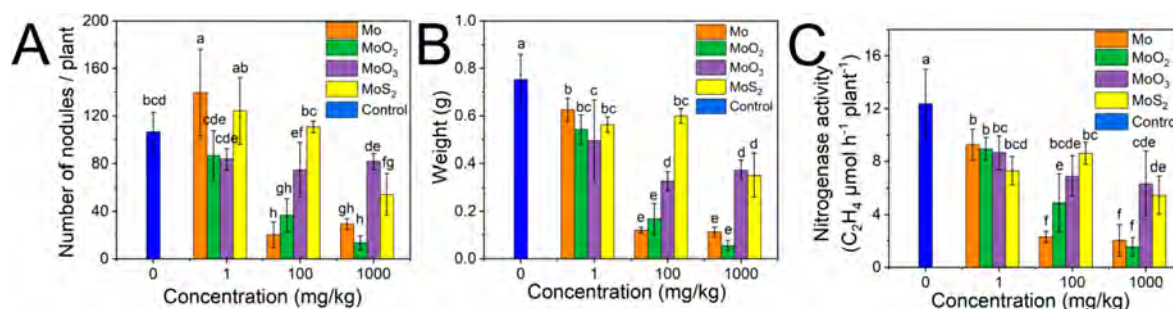 A
Number of nodules / plant
200
160
120
80
40
0
bcd
a
cde
cde
ab
h
gh
ef
bc
gh
h
de
fg
Mo
MoO2
MoO3
MoS2
Control
0 1 100 1000
Concentration (mg/kg)
B
Weight (g)
1.0
0.8
0.6
0.4
0.2
0.0
a
b
bc
c
bc
e
e
d
bc
e
e
d
d
Mo
MoO2
MoO3
MoS2
Control
0 1 100 1000
Concentration (mg/kg)
C
Nitrogenase activity
(C2H4 μmol h-1 plant-1)
16
12
8
4
0
a
b
b
bc
bcd
f
e
bcde
bc
f
f
cde
de
Mo
MoO2
MoO3
MoS2
Control
0 1 100 1000
Concentration (mg/kg)